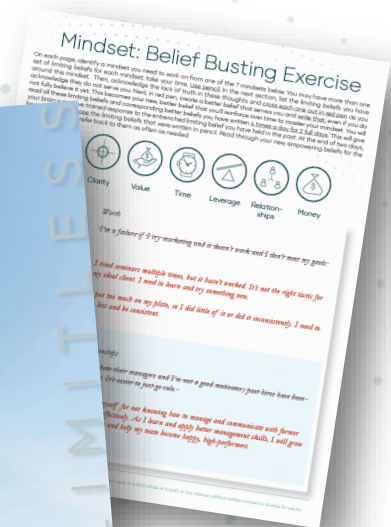 Mindset: Belief Busting Exercise
On each page, identify a mindset you need to work on from one of the 7 mindsets below. You may have more than one
set of limiting beliefs for each mindset; take your time. Use pencil. In the next section, list the limiting beliefs you have
around this mindset. Then, acknowledge the lack of truth in these thoughts and cross each one out in red pen as you
acknowledge they do not serve you. Next, in red pen, create a better belief that serves you and write that, even if you do
not fully believe it yet. This becomes your new, better belief that you'll reinforce over time to master your mindset. You will
read all these limiting beliefs and corresponding better beliefs you have written 4 times a day for 2 full days. This will give
your brain a trained response to the entrenched limiting belief you have held in the past. At the end of two days,
erase the limiting beliefs that were written in pencil. Read through your new, empowering beliefs for the
refer back to them as often as needed.
Clarity
Value
Time
Leverage
Relation-
ships
Money
Worth
I'm a failure if I try marketing and it doesn't work and I don't meet my goals.
I tried seminars multiple times, but it hasn't worked. It's not the right tactic for
my ideal client. I need to learn and try something new.
put too much on my plate, so I did little of it or did it inconsistently. I need to
less and be consistent.
nships
hate their managers and I'm not a good motivator; past hires have been
It's easier to just go solo.
yself for not knowing how to manage and communicate with former
effectively. As I learn and apply better management skills, I will grow
and help my team become happy, high-performers.
IMITLESS